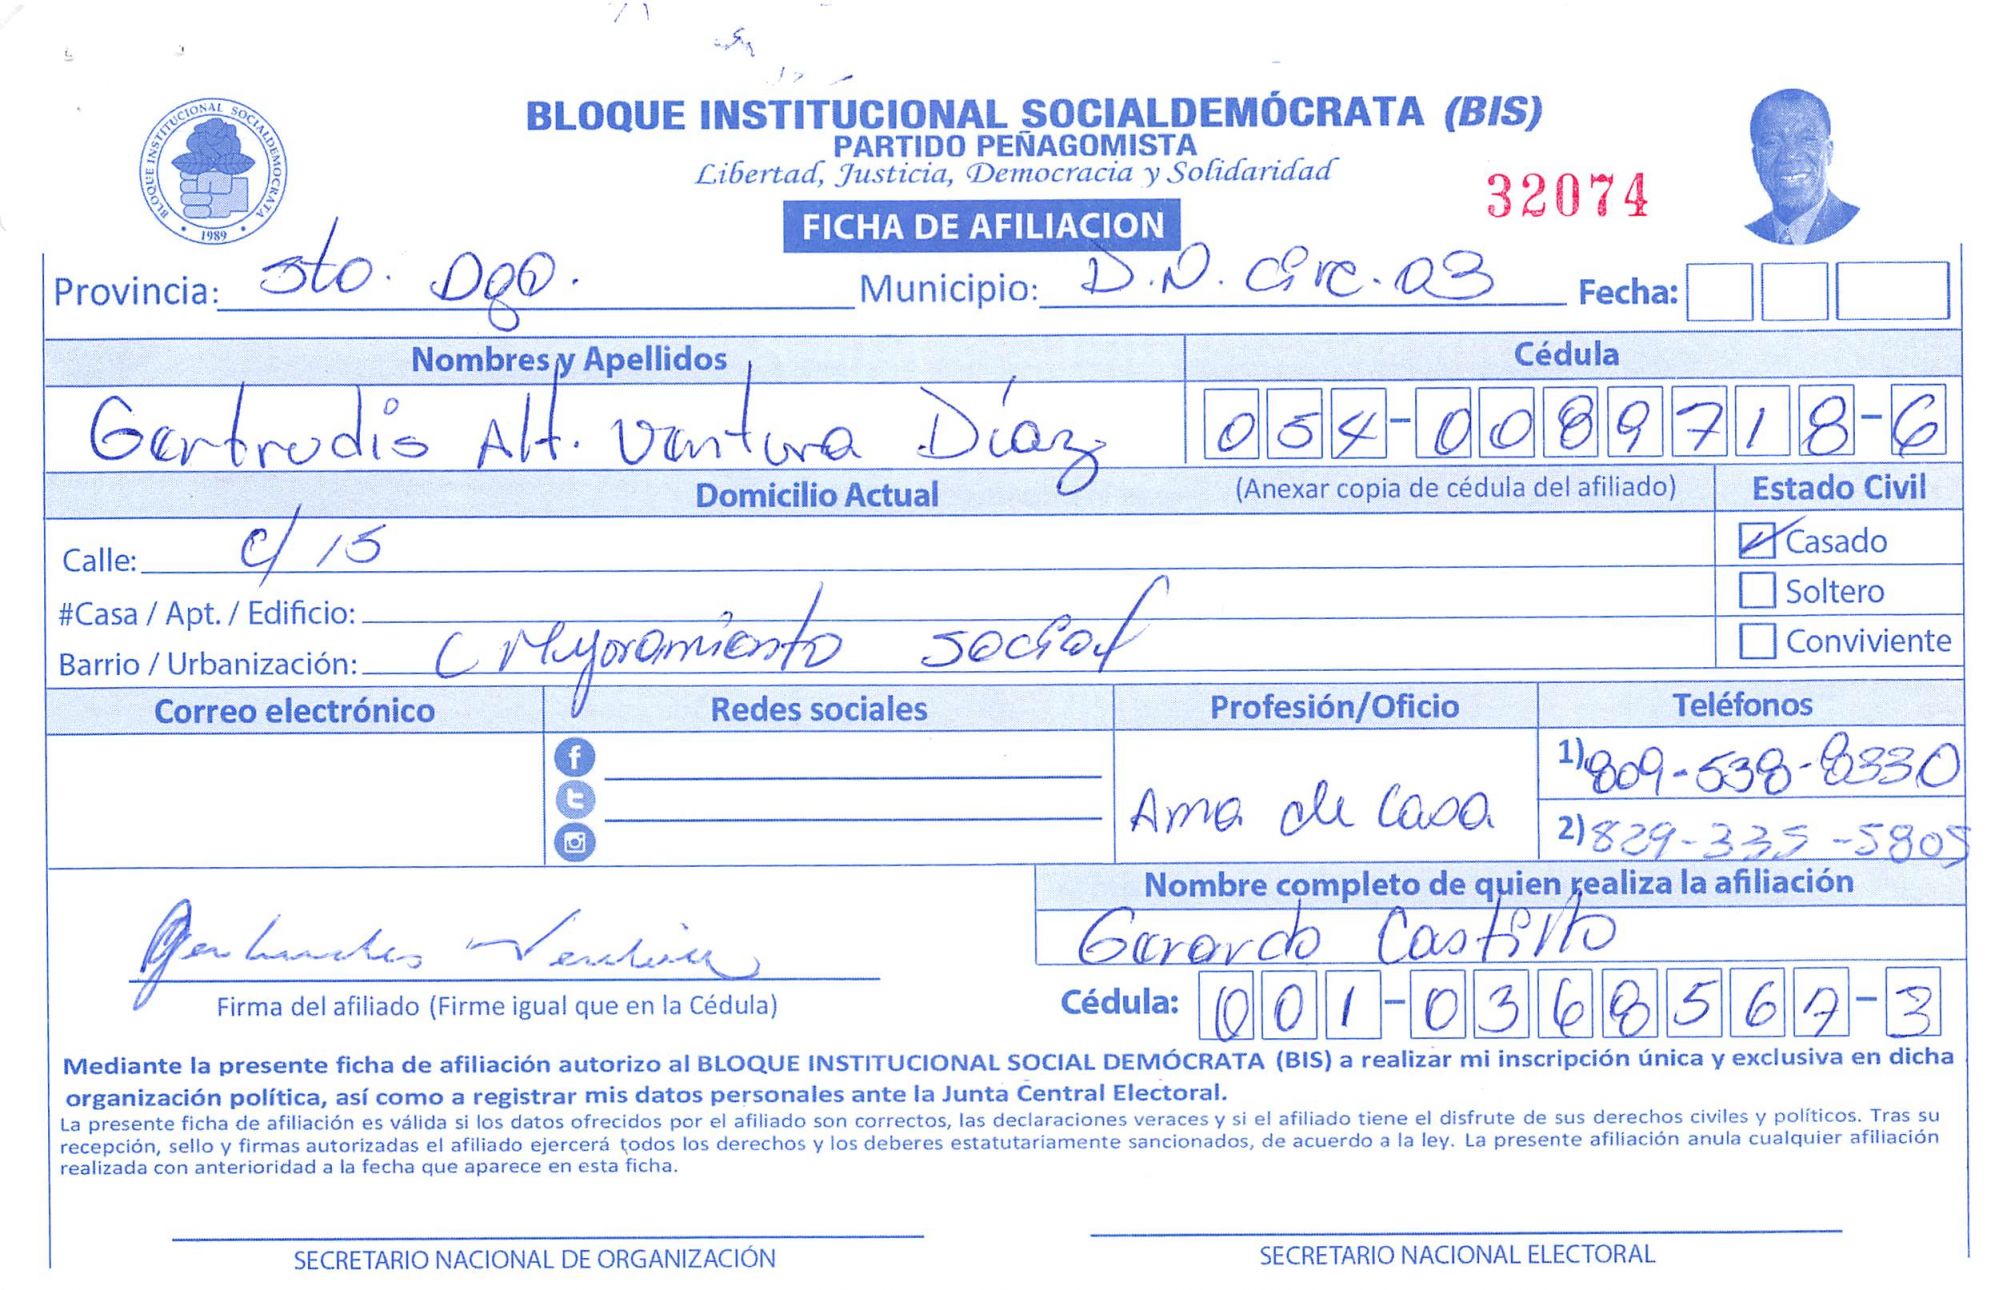 BLOQUE INSTITUCIONAL SOCIALDEMÓCRATA (BIS)
PARTIDO PEÑAGOMISTA
Libertad, Justicia, Democracia y Solidaridad
BLOQUE INSTITUCIONAL SOCIALDEMOCRATA
1989
32074
FICHA DE AFILIACION
Provincia: Sto. Dgo. Municipio: D.N. Circ. 03 Fecha:
Nombres y Apellidos Cédula
Gertrudis Alt. Ventura Díaz 054-0089718-6
Domicilio Actual (Anexar copia de cédula del afiliado) Estado Civil
Calle: c/ 15 Casado
#Casa / Apt. / Edificio: Soltero
Barrio / Urbanización: Mejoramiento social Conviviente
Correo electrónico Redes sociales Profesión/Oficio Teléfonos
1) 809-538-8330
Ama de casa
2) 829-335-5805
Nombre completo de quien realiza la afiliación
Gerardo Castillo
Firma del afiliado (Firme igual que en la Cédula) Cédula: 001-0368567-3
Mediante la presente ficha de afiliación autorizo al BLOQUE INSTITUCIONAL SOCIAL DEMÓCRATA (BIS) a realizar mi inscripción única y exclusiva en dicha
organización política, así como a registrar mis datos personales ante la Junta Central Electoral.
La presente ficha de afiliación es válida si los datos ofrecidos por el afiliado son correctos, las declaraciones veraces y si el afiliado tiene el disfrute de sus derechos civiles y políticos. Tras su
recepción, sello y firmas autorizadas el afiliado ejercerá todos los derechos y los deberes estatutariamente sancionados, de acuerdo a la ley. La presente afiliación anula cualquier afiliación
realizada con anterioridad a la fecha que aparece en esta ficha.
SECRETARIO NACIONAL DE ORGANIZACIÓN SECRETARIO NACIONAL ELECTORAL